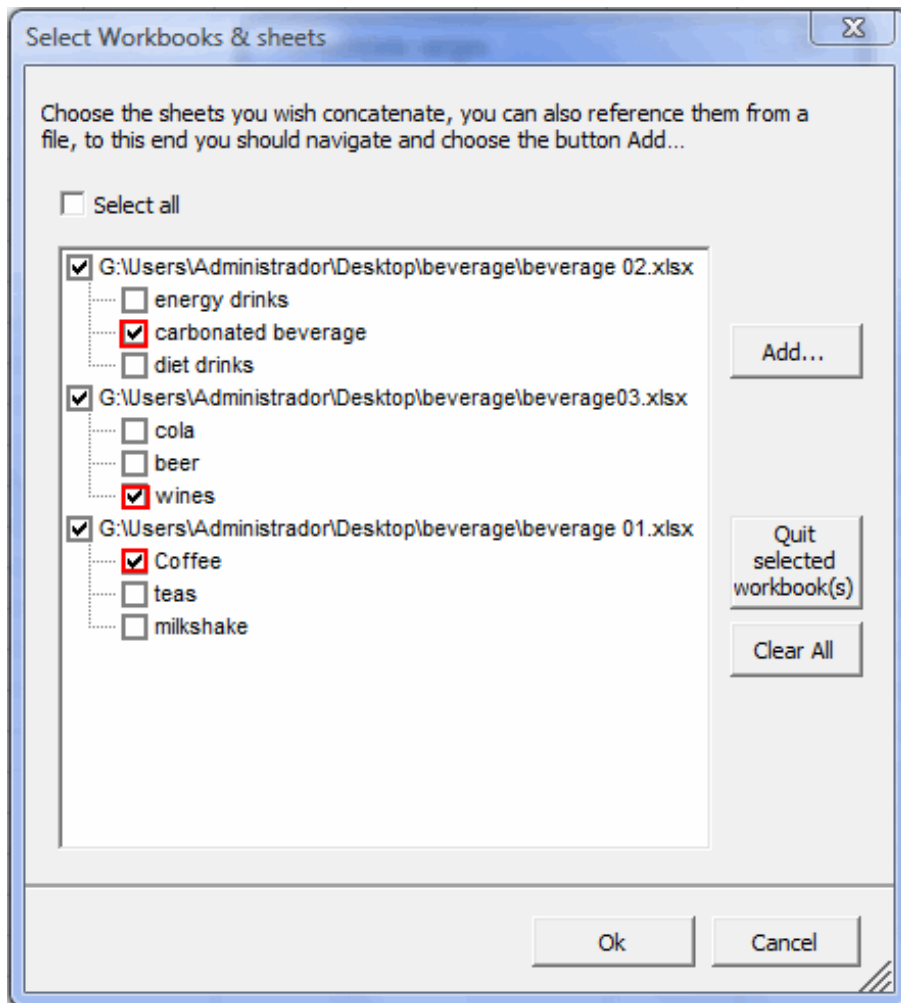 Select Workbooks & sheets
Choose the sheets you wish concatenate, you can also reference them from a
file, to this end you should navigate and choose the button Add...
Select all
G:\Users\Administrador\Desktop\beverage\beverage 02.xlsx
energy drinks
carbonated beverage
diet drinks
G:\Users\Administrador\Desktop\beverage\beverage03.xlsx
cola
beer
wines
G:\Users\Administrador\Desktop\beverage\beverage 01.xlsx
Coffee
teas
milkshake
Add...
Quit
selected
workbook(s)
Clear All
Ok
Cancel